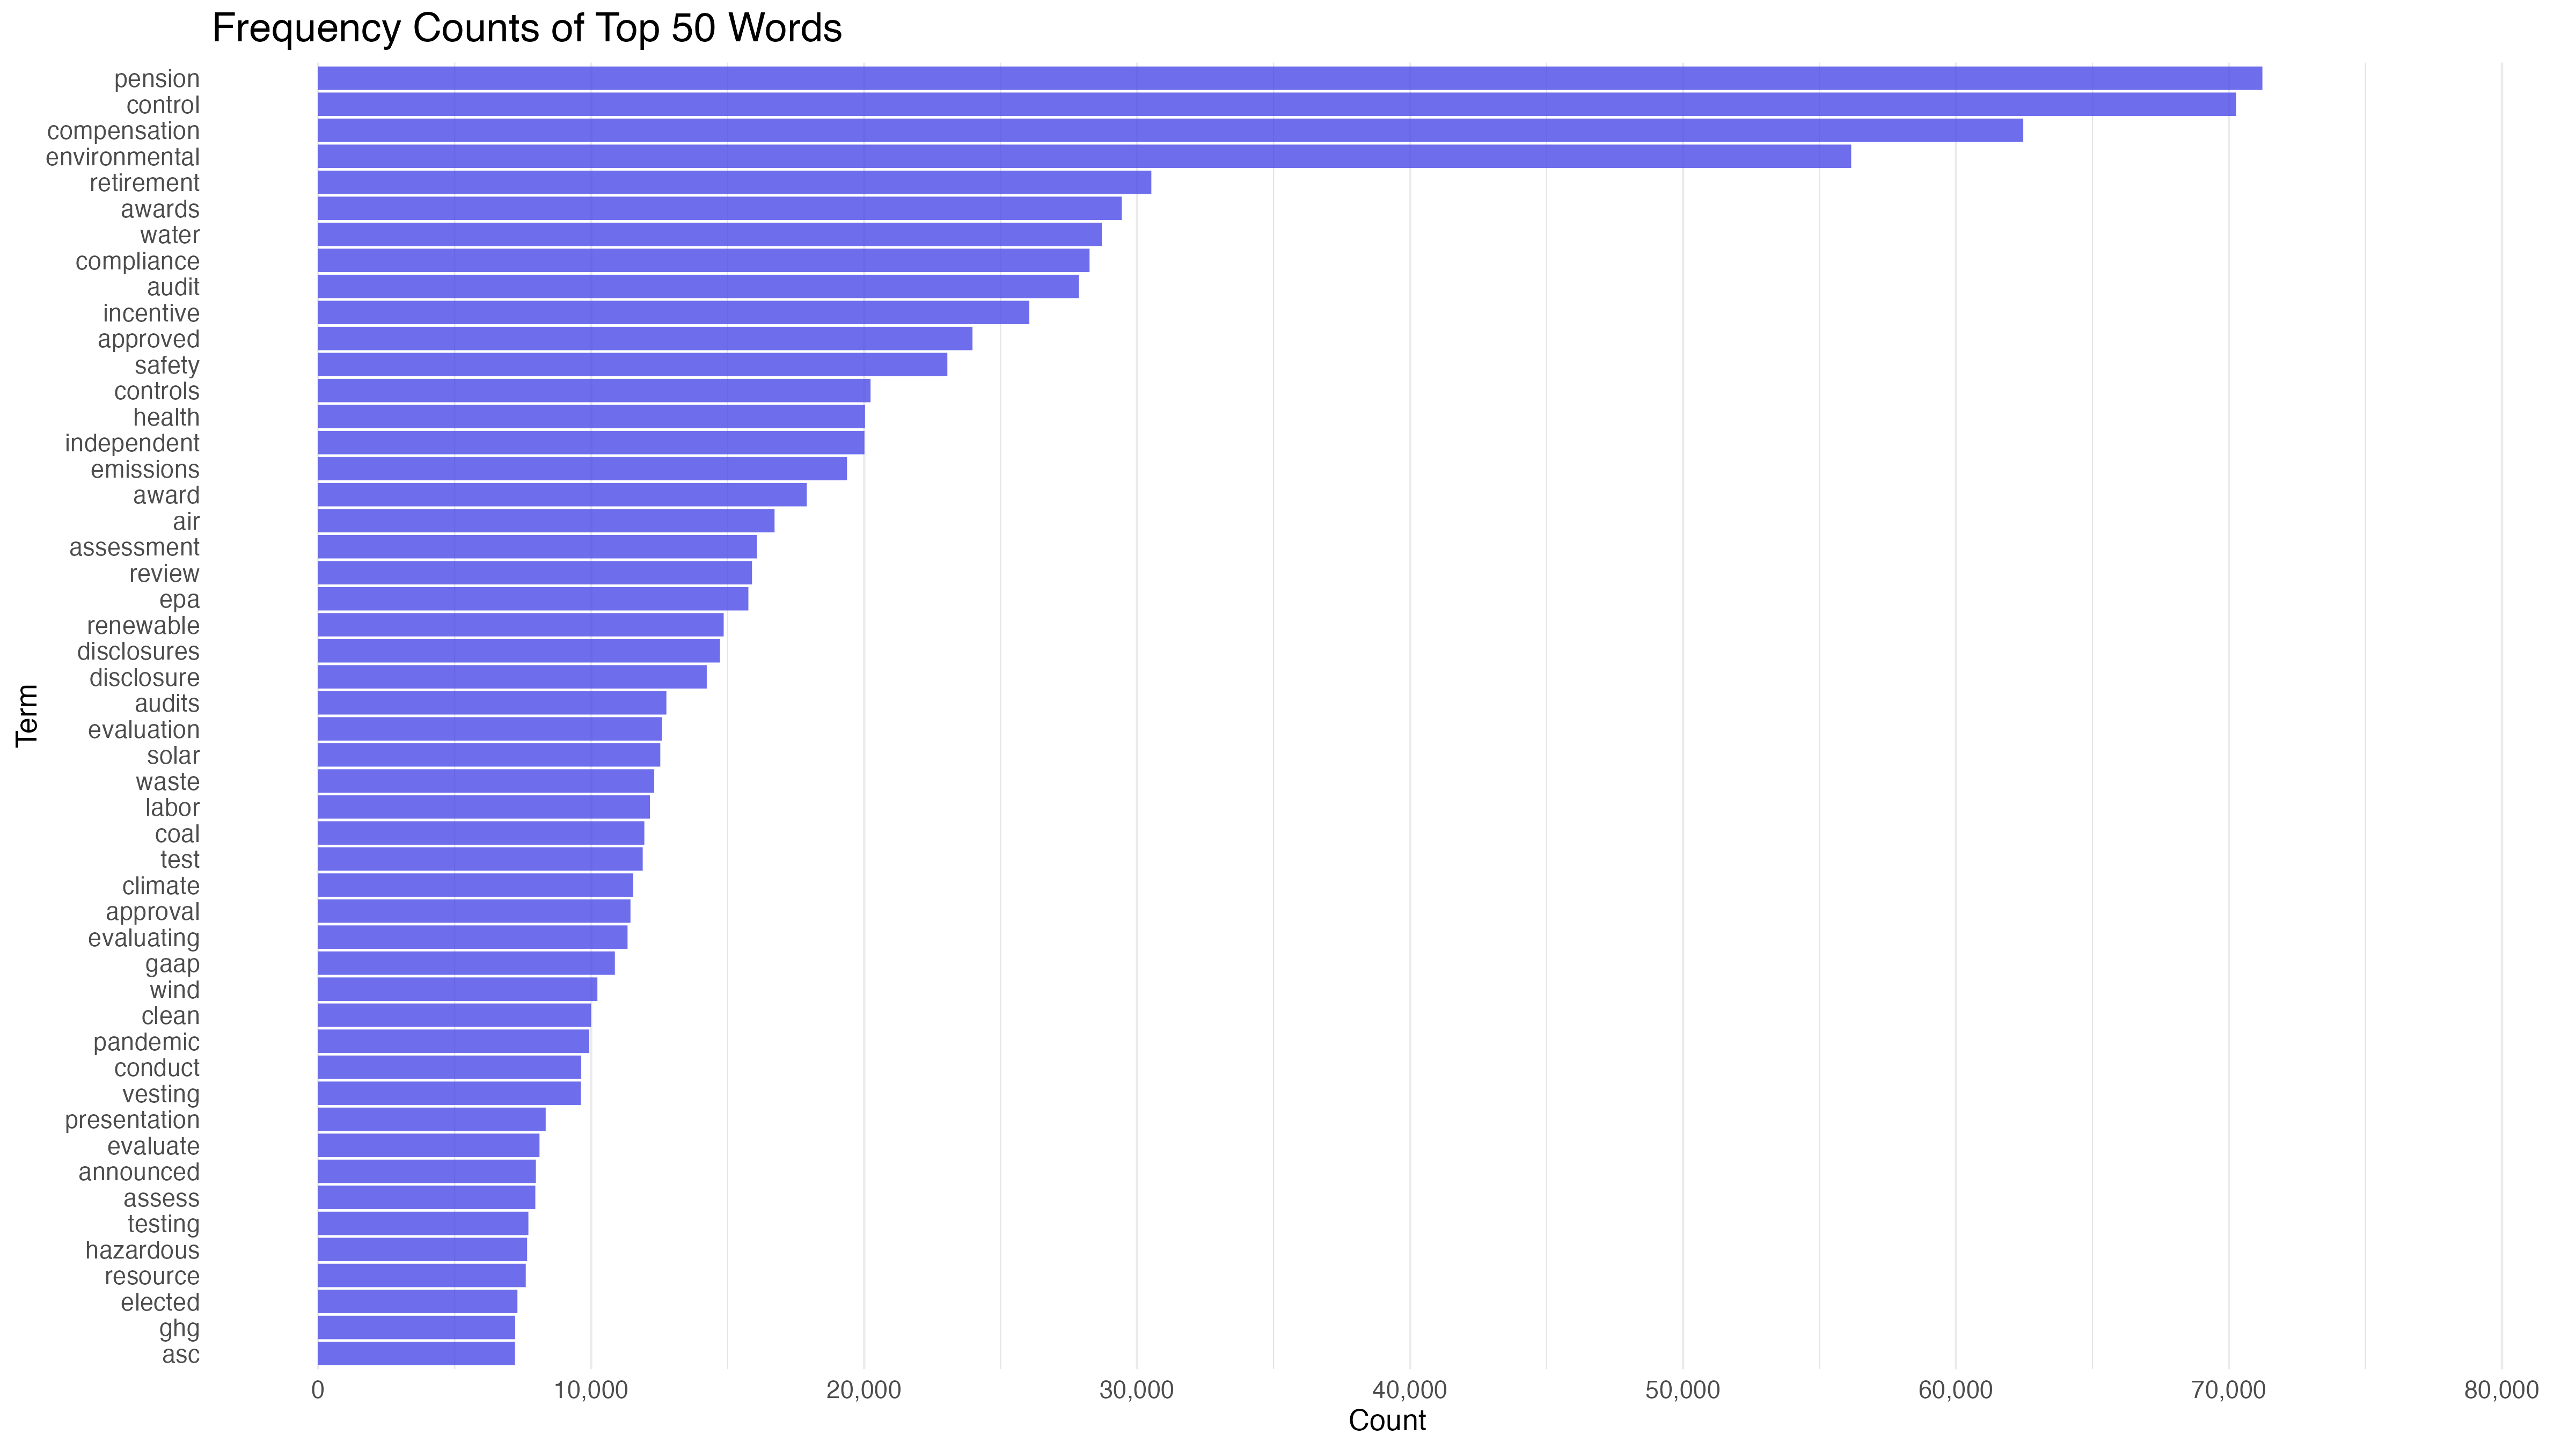 Frequency Counts of Top 50 Words
Term
pension
control
compensation
environmental
retirement
awards
water
compliance
audit
incentive
approved
safety
controls
health
independent
emissions
award
air
assessment
review
epa
renewable
disclosures
disclosure
audits
evaluation
solar
waste
labor
coal
test
climate
approval
evaluating
gaap
wind
clean
pandemic
conduct
vesting
presentation
evaluate
announced
assess
testing
hazardous
resource
elected
ghg
asc
0 10,000 20,000 30,000 40,000 50,000 60,000 70,000 80,000
Count